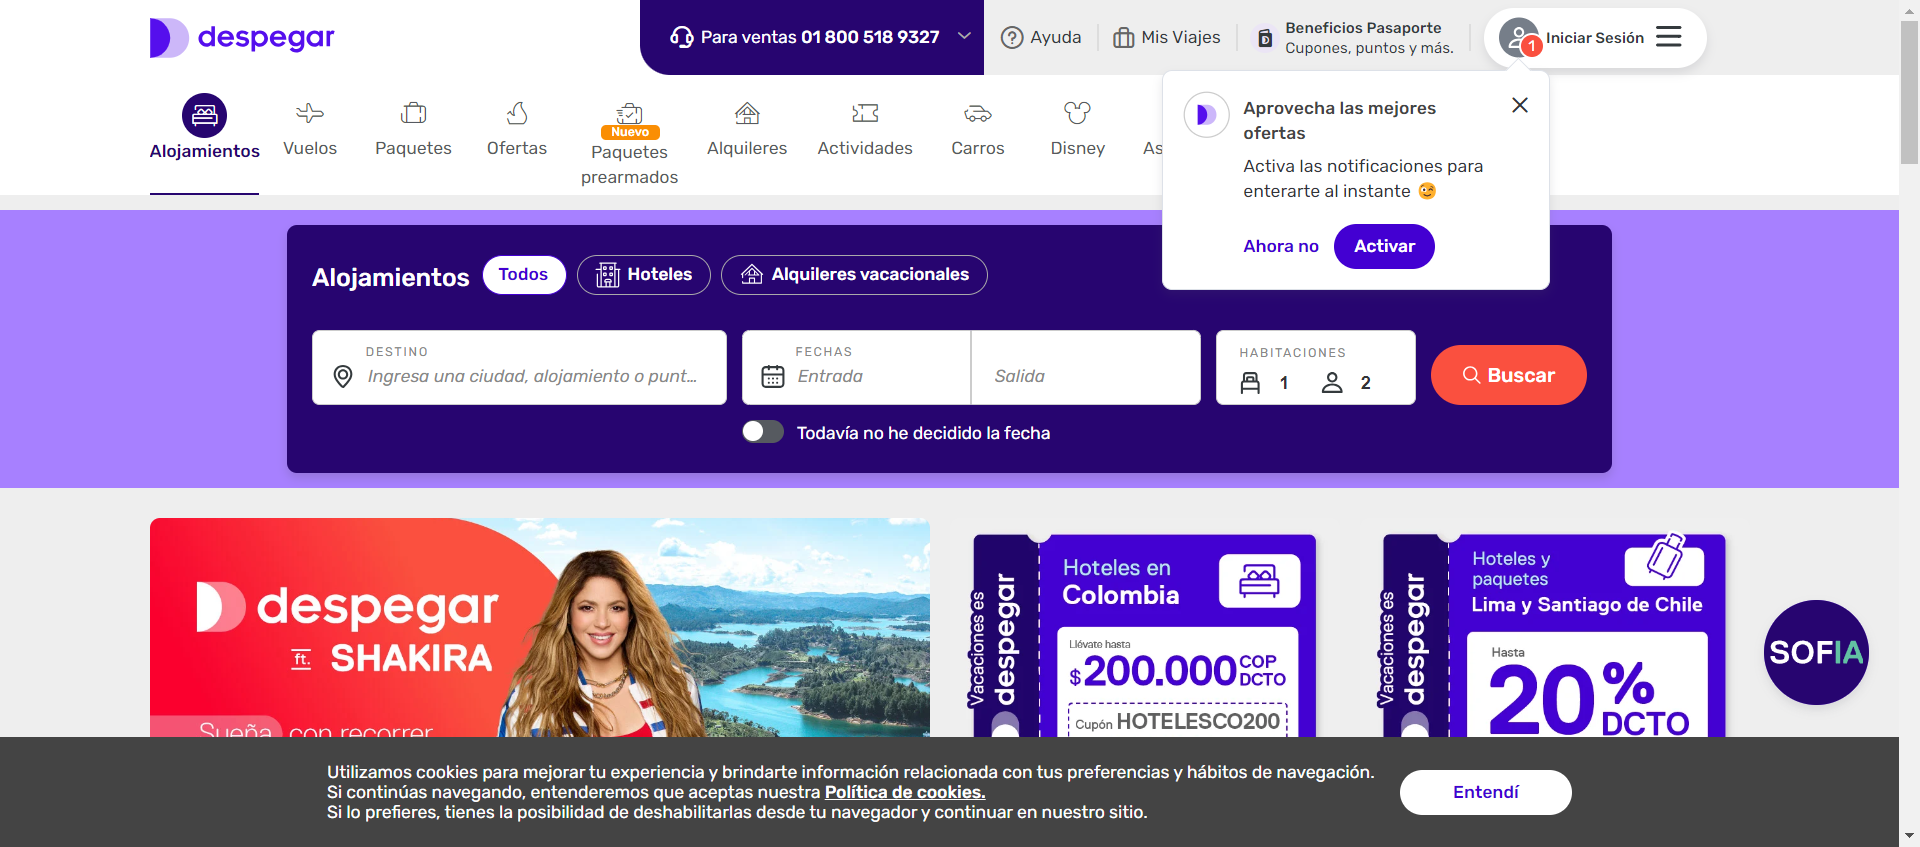 despegar
Para ventas 01 800 518 9327
Ayuda
Mis Viajes
Beneficios Pasaporte
Cupones, puntos y más.
1
Iniciar Sesión
Alojamientos
Vuelos
Paquetes
Ofertas
Nuevo
Paquetes
prearmados
Alquileres
Actividades
Carros
Disney
As
Aprovecha las mejores
ofertas
Activa las notificaciones para
enterarte al instante 😉
Ahora no
Activar
Alojamientos
Todos
Hoteles
Alquileres vacacionales
DESTINO
Ingresa una ciudad, alojamiento o punt...
FECHAS
Entrada
Salida
HABITACIONES
1
2
Buscar
Todavía no he decidido la fecha
despegar
ft. SHAKIRA
Sueña con recorrer
Vacaciones es
despegar
Hoteles en
Colombia
Llévate hasta
$200.000 COP
DCTO
Cupón HOTELESCO200
Vacaciones es
despegar
Hoteles y
paquetes
Lima y Santiago de Chile
Hasta
20%
DCTO
SOFIA
Utilizamos cookies para mejorar tu experiencia y brindarte información relacionada con tus preferencias y hábitos de navegación.
Si continúas navegando, entenderemos que aceptas nuestra Política de cookies.
Si lo prefieres, tienes la posibilidad de deshabilitarlas desde tu navegador y continuar en nuestro sitio.
Entendí